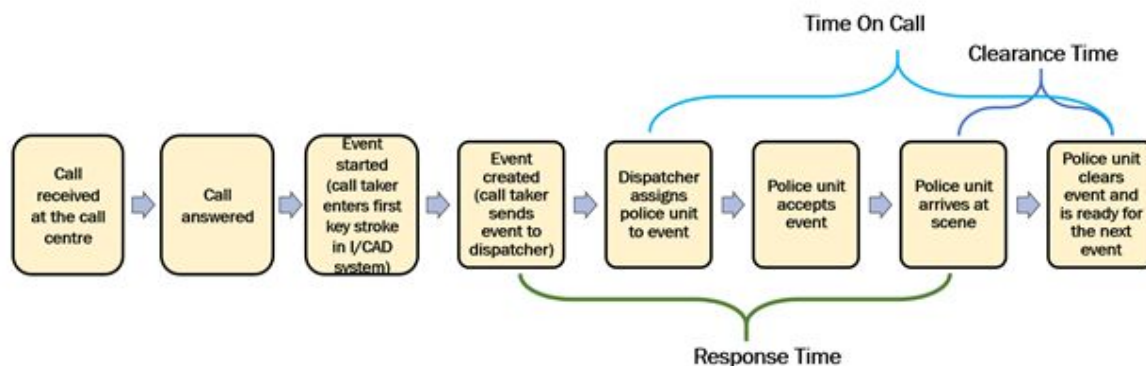 Time On Call
Clearance Time
Call
received
at the call
centre
Call
answered
Event
started
(call taker
enters first
key stroke
in I/CAD
system)
Event
created
(call taker
sends
event to
dispatcher)
Dispatcher
assigns
police unit
to event
Police unit
accepts
event
Police unit
arrives at
scene
Police unit
clears
event and
is ready for
the next
event
Response Time